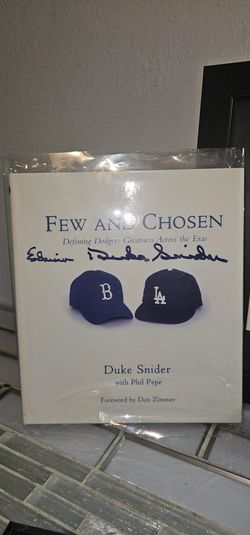 FEW AND CHOSEN
Defining Dodgers Greatness Across the Eras
Edwin Duke Snider
B
LA
Duke Snider
with Phil Pepe
Foreword by Don Zimmer